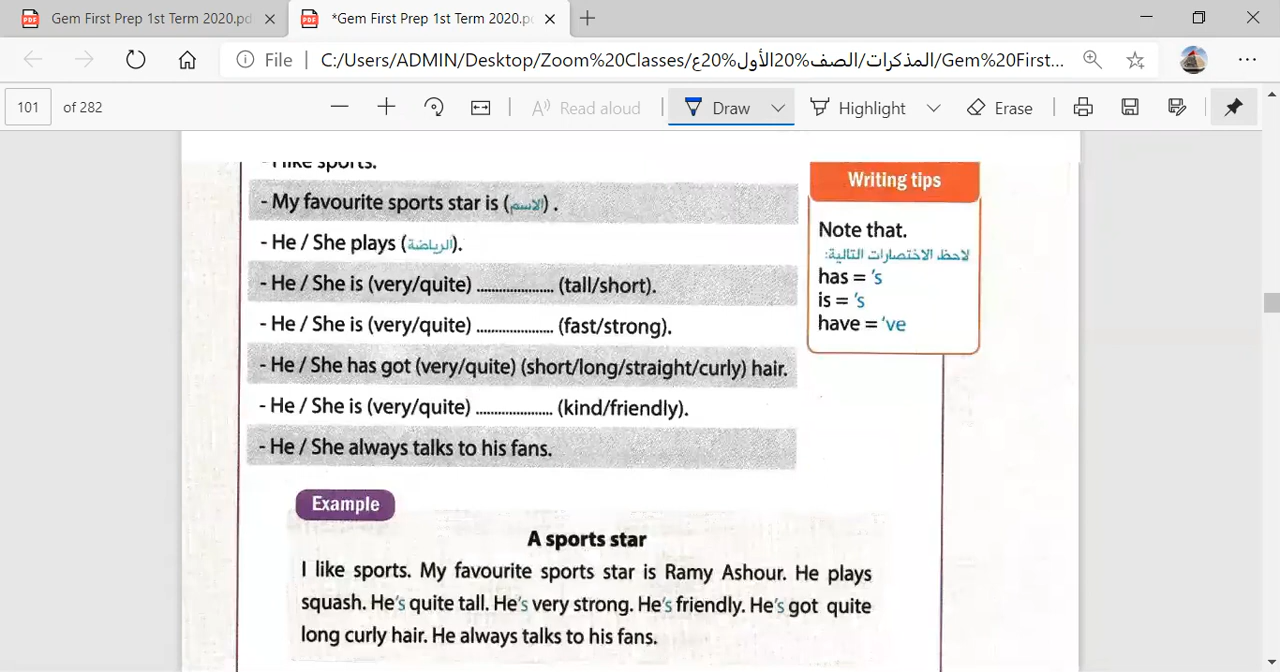 Gem First Prep 1st Term 2020.pd
*Gem First Prep 1st Term 2020.p
File
C:/Users/ADMIN/Desktop/Zoom%20Classes/المذكرات/الصف%20الأول%20ع/Gem%20First...
101 of 282
Read aloud
Draw
Highlight
Erase
- I like sports.
- My favourite sports star is (الاسم) .
- He / She plays (الرياضة).
- He / She is (very/quite) .................... (tall/short).
- He / She is (very/quite) .................... (fast/strong).
- He / She has got (very/quite) (short/long/straight/curly) hair.
- He / She is (very/quite) .................... (kind/friendly).
- He / She always talks to his fans.
Writing tips
Note that.
لاحظ الاختصارات التالية:
has = 's
is = 's
have = 've
Example
A sports star
I like sports. My favourite sports star is Ramy Ashour. He plays
squash. He's quite tall. He's very strong. He's friendly. He's got quite
long curly hair. He always talks to his fans.